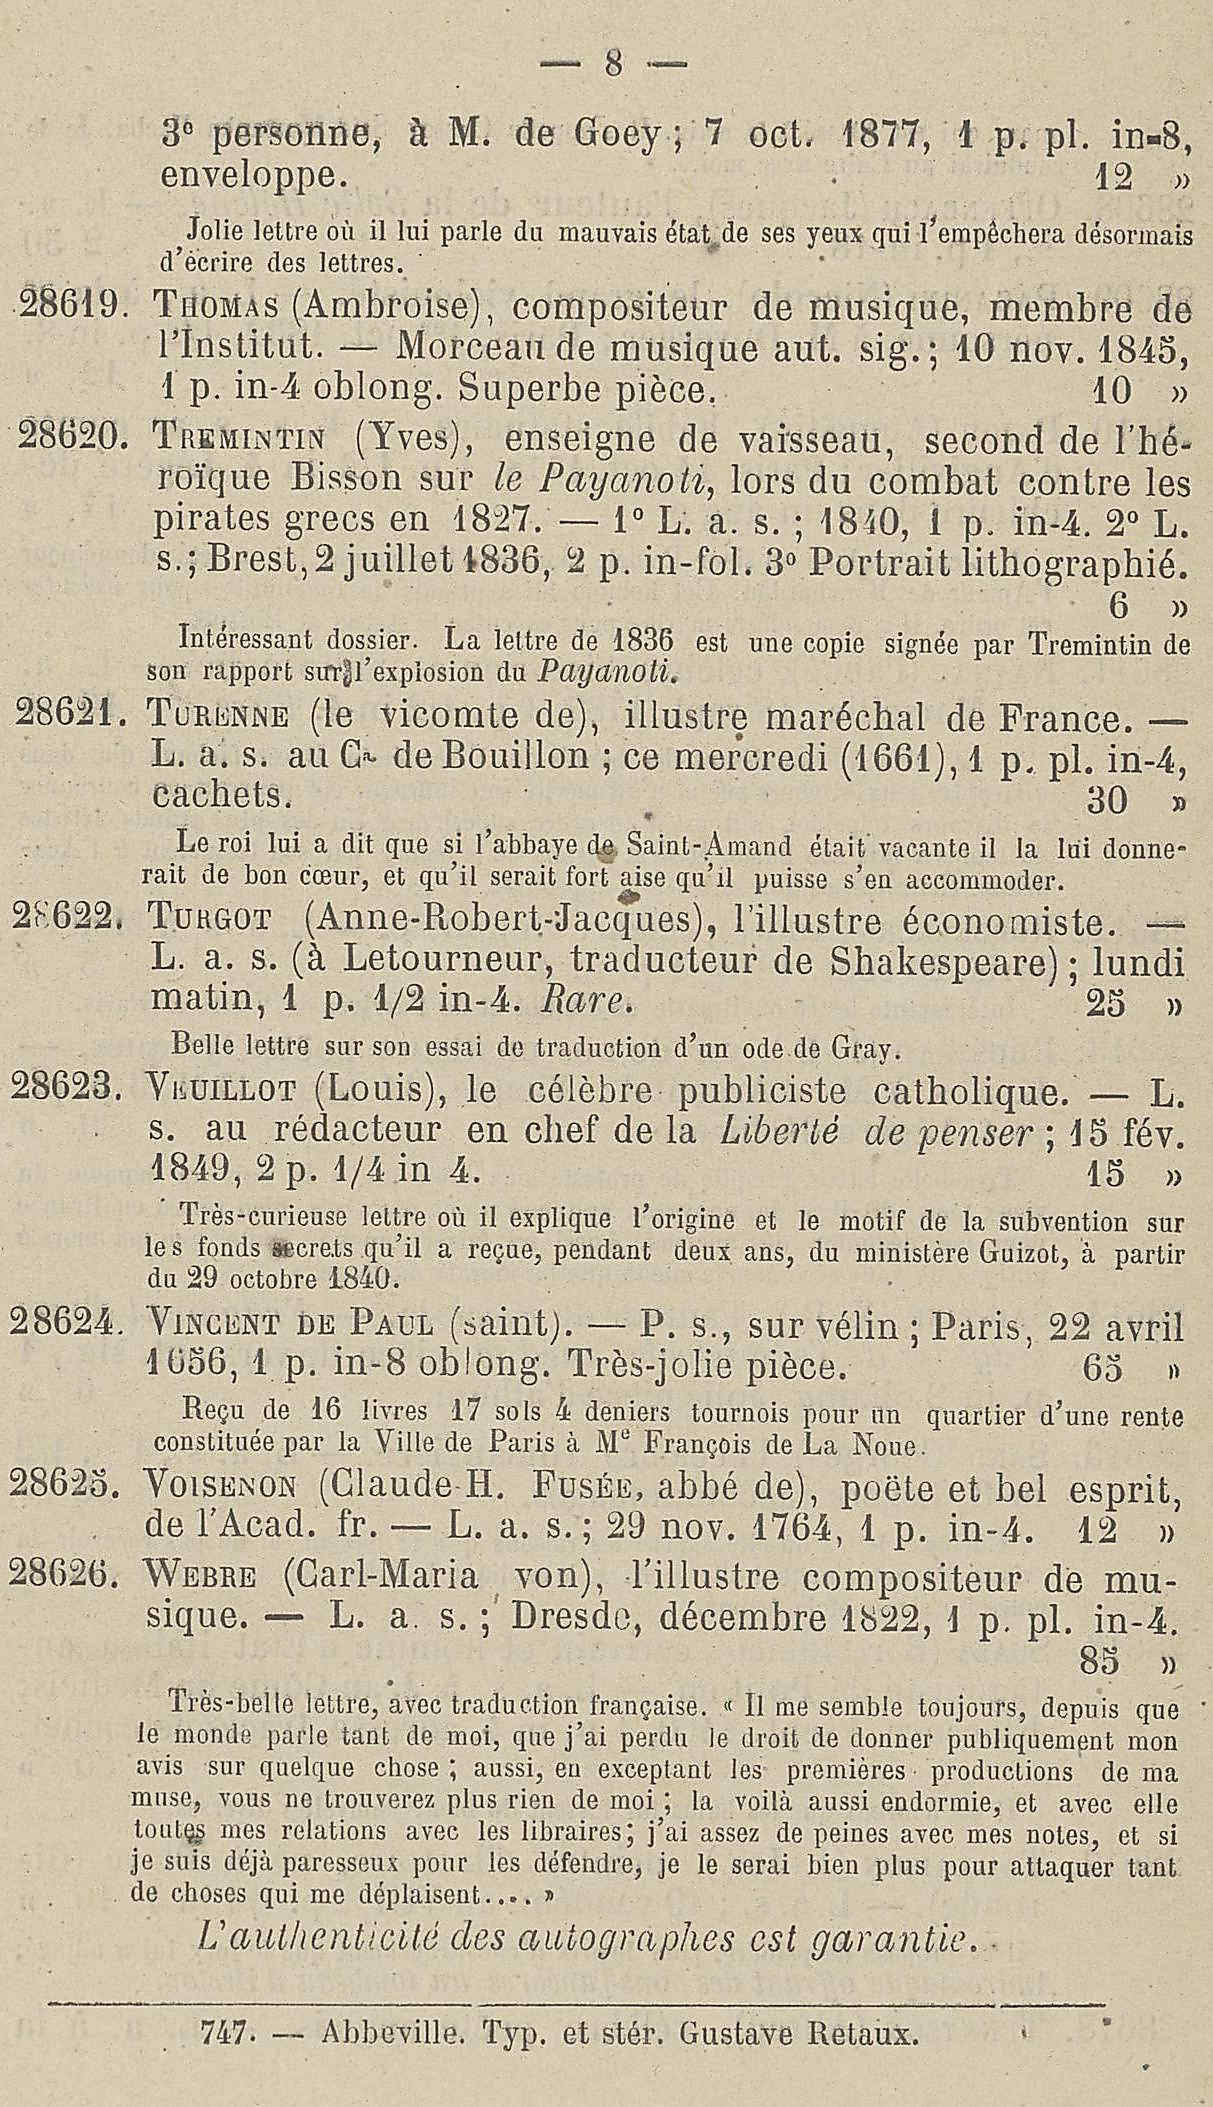 — 8 —
3º personne, à M. de Goey ; 7 oct. 1877, 1 p. pl. in-8,
enveloppe. 12 »
Jolie lettre où il lui parle du mauvais état de ses yeux qui l'empêchera désormais
d'écrire des lettres.
28619. THOMAS (Ambroise), compositeur de musique, membre de
l'Institut. — Morceau de musique aut. sig. ; 10 nov. 1845,
1 p. in-4 oblong. Superbe pièce. 10 »
28620. TREMINTIN (Yves), enseigne de vaisseau, second de l'hé-
roïque Bisson sur le Payanoti, lors du combat contre les
pirates grecs en 1827. — 1º L. a. s. ; 1840, 1 p. in-4. 2º L.
s. ; Brest, 2 juillet 1836, 2 p. in-fol. 3º Portrait lithographié.
6 »
Intéressant dossier. La lettre de 1836 est une copie signée par Tremintin de
son rapport sur l'explosion du Payanoti.
28621. TURENNE (le vicomte de), illustre maréchal de France. —
L. a. s. au Cal de Bouillon ; ce mercredi (1661), 1 p. pl. in-4,
cachets. 30 »
Le roi lui a dit que si l'abbaye de Saint-Amand était vacante il la lui donne-
rait de bon cœur, et qu'il serait fort aise qu'il puisse s'en accommoder.
28622. TURGOT (Anne-Robert-Jacques), l'illustre économiste. —
L. a. s. (à Letourneur, traducteur de Shakespeare) ; lundi
matin, 1 p. 1/2 in-4. Rare. 25 »
Belle lettre sur son essai de traduction d'un ode de Gray.
28623. VEUILLOT (Louis), le célèbre publiciste catholique. — L.
s. au rédacteur en chef de la Liberté de penser ; 15 fév.
1849, 2 p. 1/4 in 4. 15 »
Très-curieuse lettre où il explique l'origine et le motif de la subvention sur
les fonds secrets qu'il a reçue, pendant deux ans, du ministère Guizot, à partir
du 29 octobre 1840.
28624. VINCENT DE PAUL (saint). — P. s., sur vélin ; Paris, 22 avril
1656, 1 p. in-8 oblong. Très-jolie pièce. 65 »
Reçu de 16 livres 17 sols 4 deniers tournois pour un quartier d'une rente
constituée par la Ville de Paris à Me François de La Noue.
28625. VOISENON (Claude-H. FUSÉE, abbé de), poëte et bel esprit,
de l'Acad. fr. — L. a. s. ; 29 nov. 1764, 1 p. in-4. 12 »
28626. WEBRE (Carl-Maria von), l'illustre compositeur de mu-
sique. — L. a. s. ; Dresde, décembre 1822, 1 p. pl. in-4.
85 »
Très-belle lettre, avec traduction française. « Il me semble toujours, depuis que
le monde parle tant de moi, que j'ai perdu le droit de donner publiquement mon
avis sur quelque chose ; aussi, en exceptant les premières productions de ma
muse, vous ne trouverez plus rien de moi ; la voilà aussi endormie, et avec elle
toutes mes relations avec les libraires ; j'ai assez de peines avec mes notes, et si
je suis déjà paresseux pour les défendre, je le serai bien plus pour attaquer tant
de choses qui me déplaisent..... »
L'authenticité des autographes est garantie.
747. — Abbeville. Typ. et stér. Gustave Retaux.